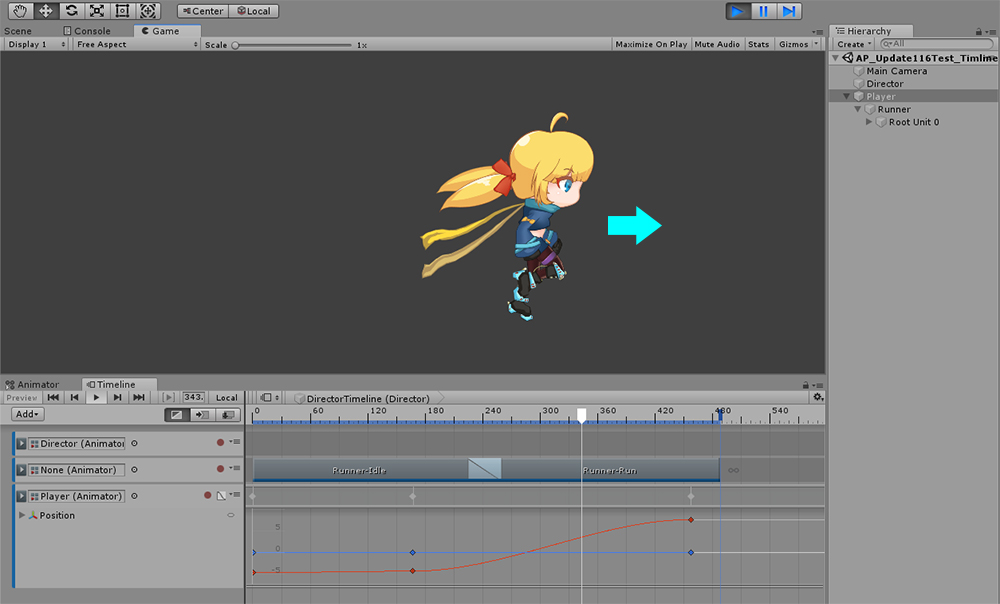 Center Local
Scene Console Game Hierarchy
Display 1 Free Aspect Scale 1x Maximize On Play Mute Audio Stats Gizmos Create All
AP_Update116Test_Timline
Main Camera
Director
Player
Runner
Root Unit 0
Animator Timeline
Preview 343. Local DirectorTimeline (Director)
Add 0 60 120 240 300 360 420 480 540
Director (Animator
None (Animator) Runner-Idle Runner-Run
Player (Animator)
Position
5
0
-5